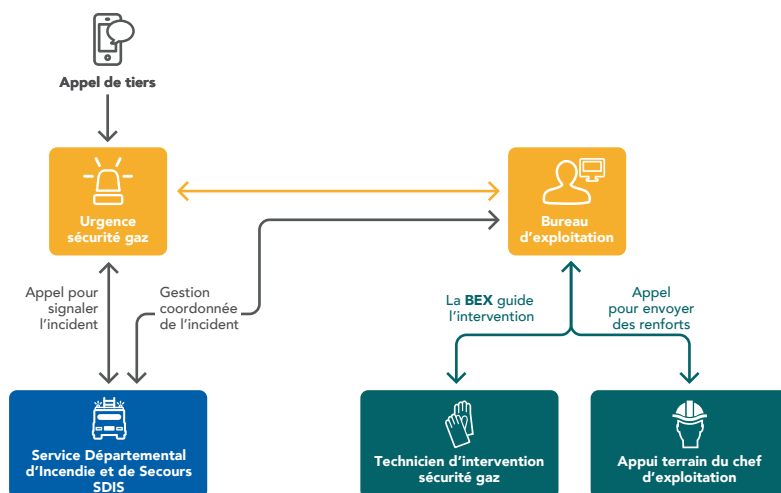 Appel de tiers
Urgence
sécurité gaz
Bureau
d’exploitation
Appel pour
signaler
l’incident
Gestion
coordonnée
de l’incident
La BEX guide
l’intervention
Appel
pour envoyer
des renforts
Service Départemental
d’Incendie et de Secours
SDIS
Technicien d’intervention
sécurité gaz
Appui terrain du chef
d’exploitation